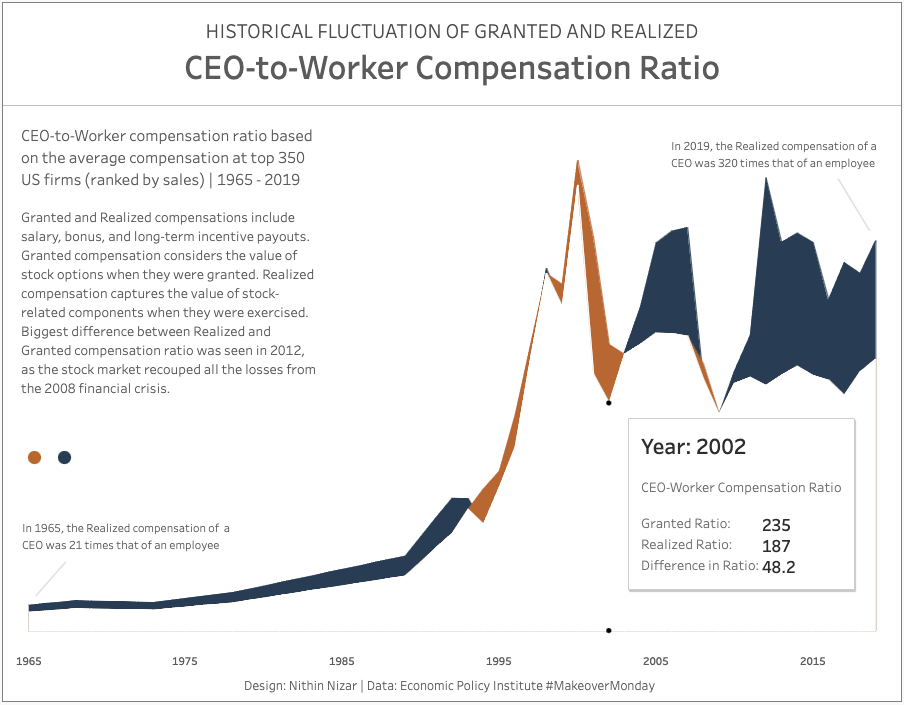 HISTORICAL FLUCTUATION OF GRANTED AND REALIZED
CEO-to-Worker Compensation Ratio
CEO-to-Worker compensation ratio based
on the average compensation at top 350
US firms (ranked by sales) | 1965 - 2019
Granted and Realized compensations include
salary, bonus, and long-term incentive payouts.
Granted compensation considers the value of
stock options when they were granted. Realized
compensation captures the value of stock-
related components when they were exercised.
Biggest difference between Realized and
Granted compensation ratio was seen in 2012,
as the stock market recouped all the losses from
the 2008 financial crisis.
In 2019, the Realized compensation of a
CEO was 320 times that of an employee
In 1965, the Realized compensation of a
CEO was 21 times that of an employee
Year: 2002
CEO-Worker Compensation Ratio
Granted Ratio: 235
Realized Ratio: 187
Difference in Ratio: 48.2
1965 1975 1985 1995 2005 2015
Design: Nithin Nizar | Data: Economic Policy Institute #MakeoverMonday